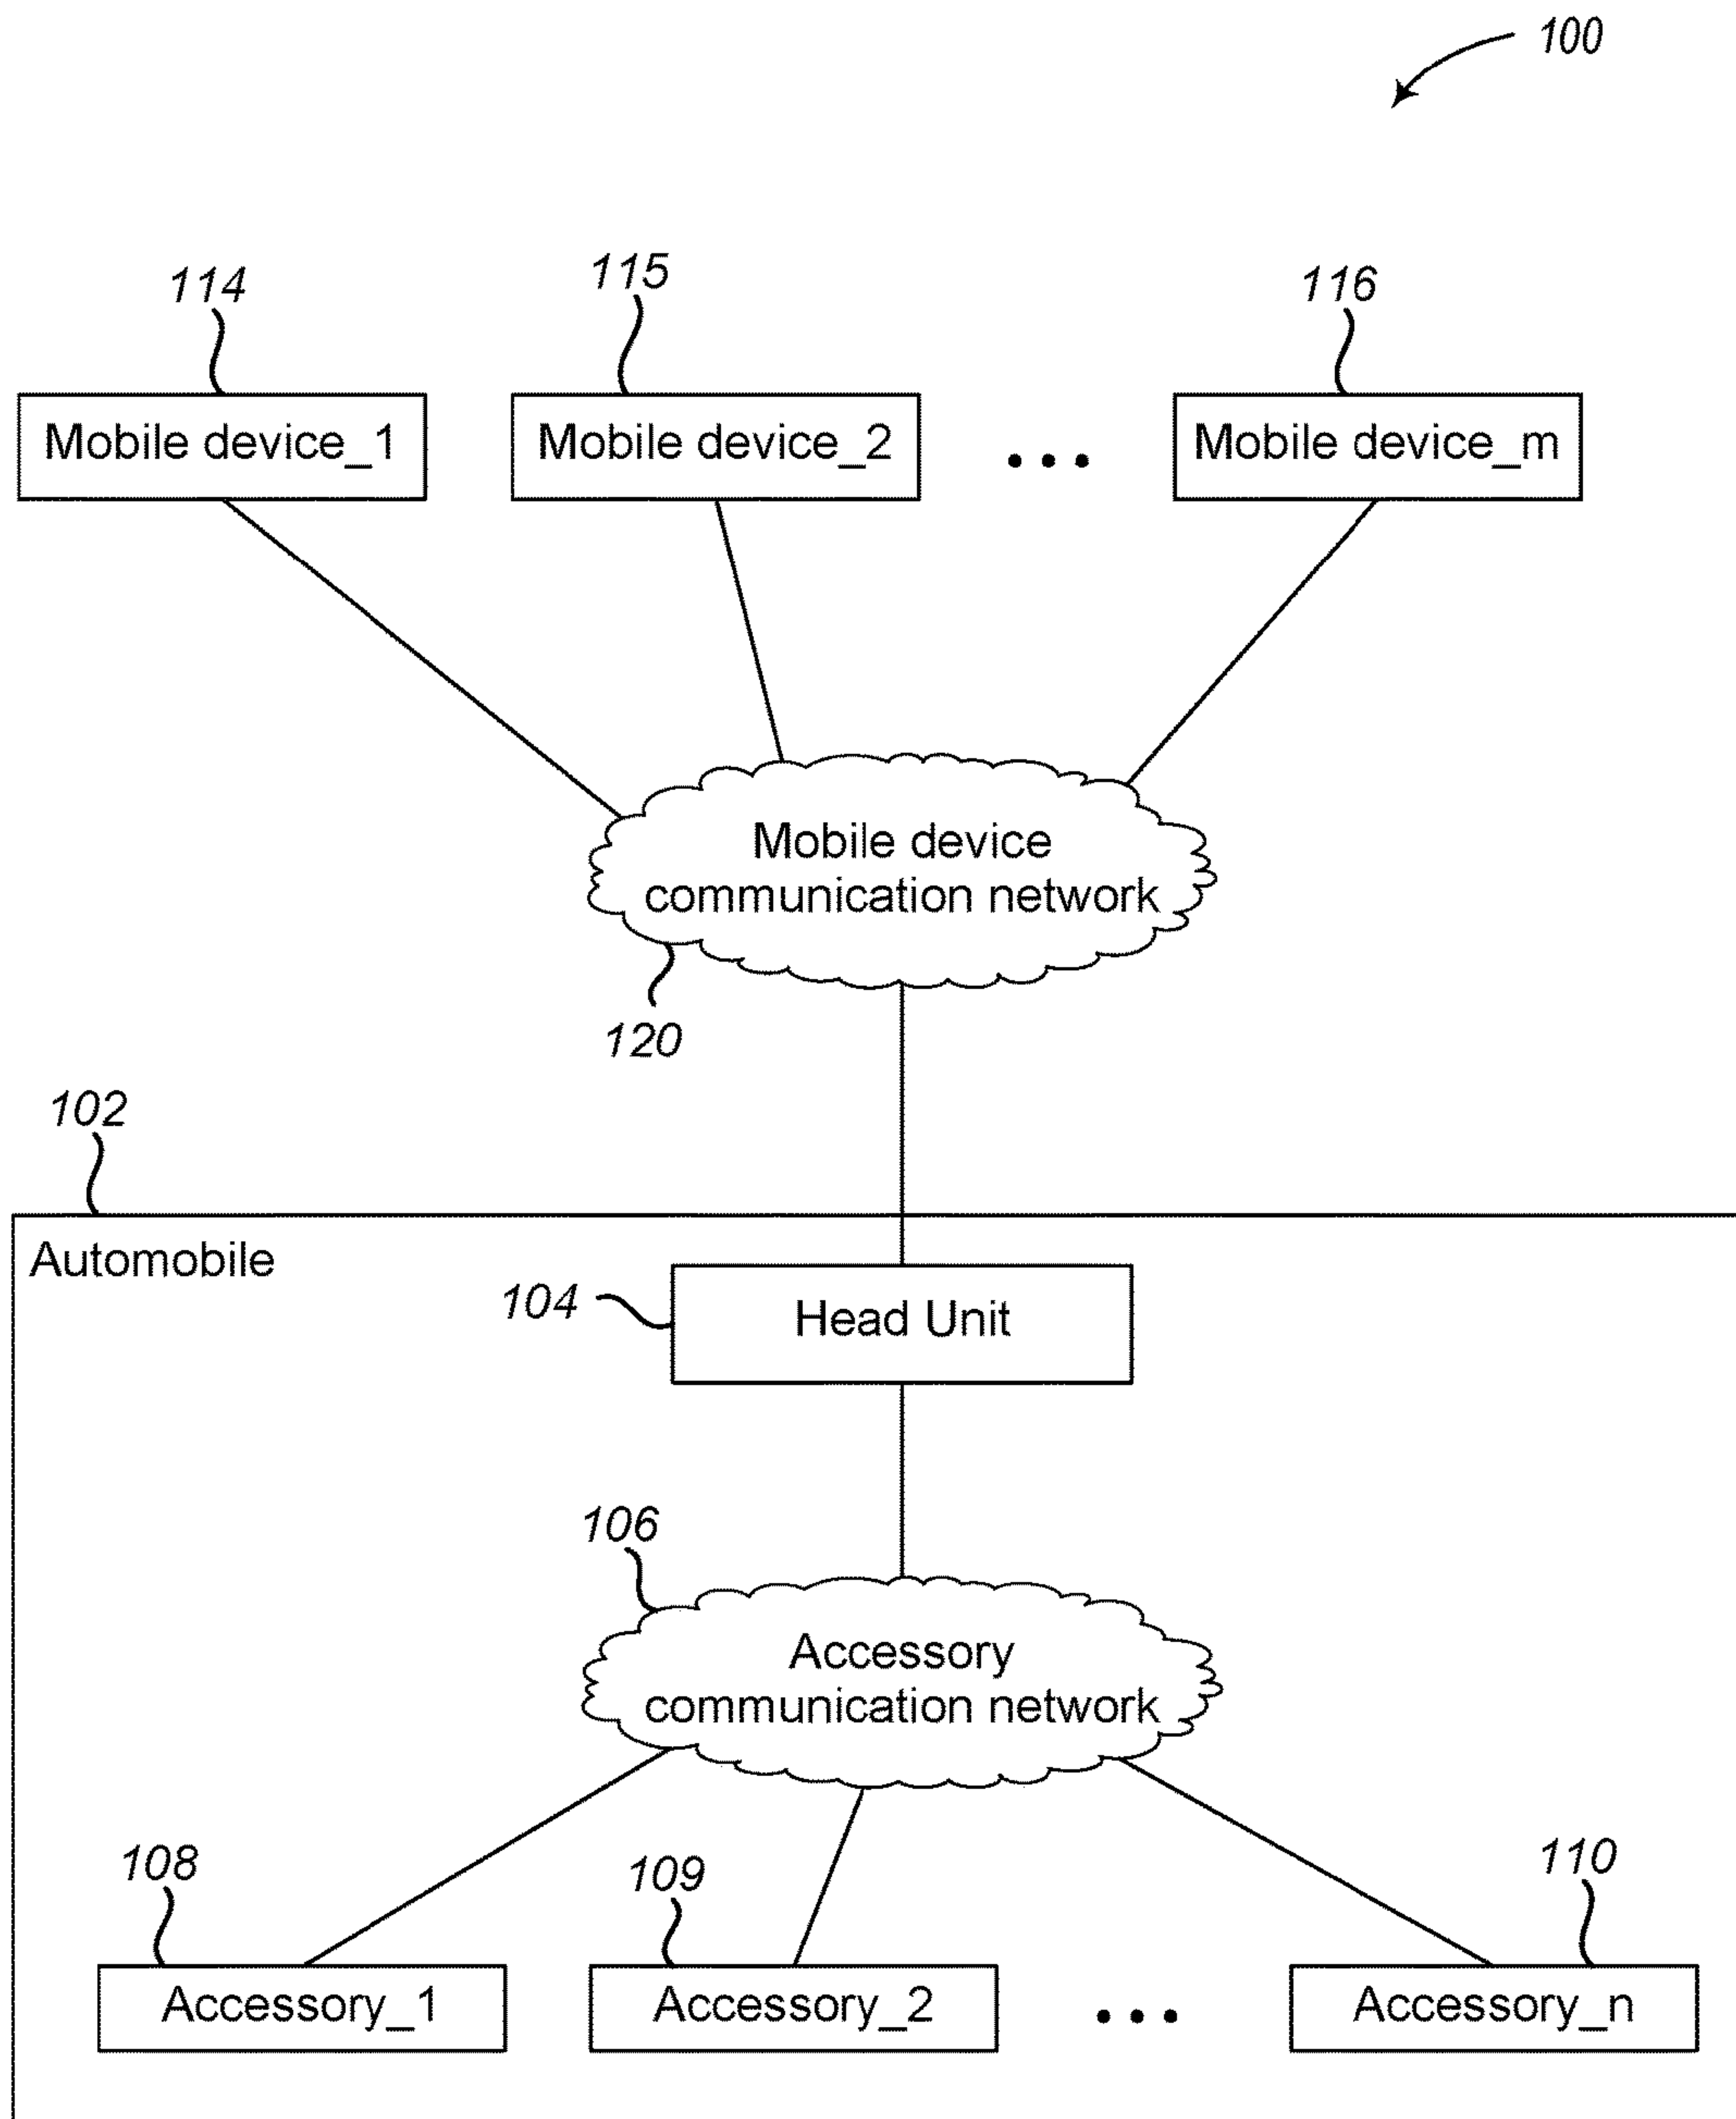 100
114
115
116
Mobile device_1
Mobile device_2
Mobile device_m
Mobile device
communication network
120
102
Automobile
104
Head Unit
106
Accessory
communication network
108
109
110
Accessory_1
Accessory_2
Accessory_n